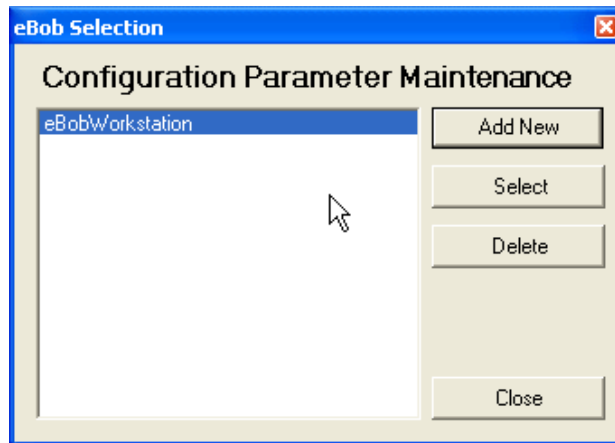 eBob Selection
Configuration Parameter Maintenance
eBobWorkstation
Add New
Select
Delete
Close